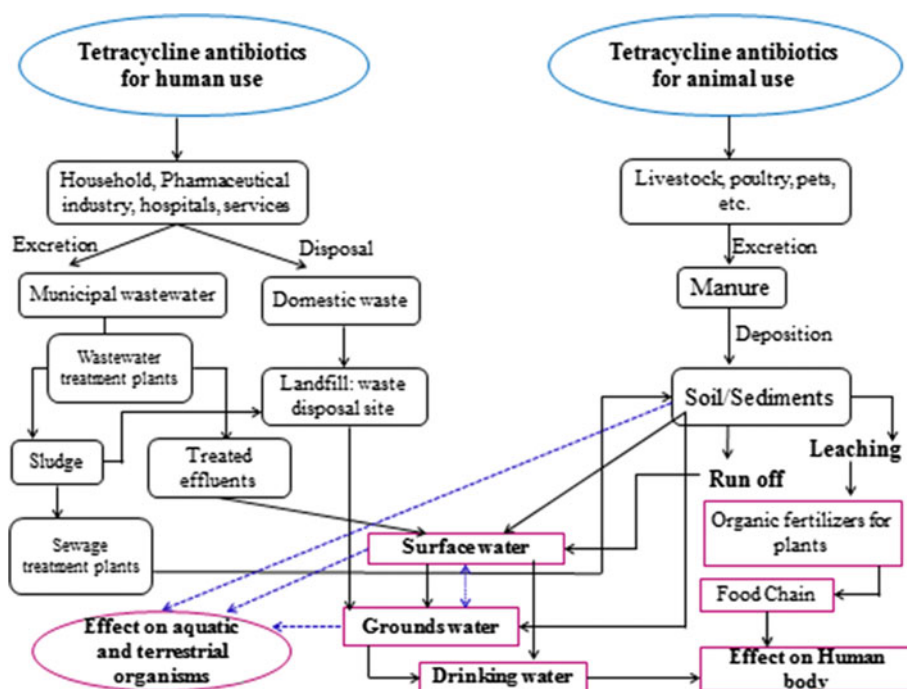 Tetracycline antibiotics
for human use
Tetracycline antibiotics
for animal use
Household, Pharmaceutical
industry, hospitals, services
Livestock, poultry, pets,
etc.
Excretion
Disposal
Excretion
Municipal wastewater
Domestic waste
Manure
Deposition
Wastewater
treatment plants
Landfill: waste
disposal site
Soil/Sediments
Sludge
Treated
effluents
Run off
Leaching
Sewage
treatment plants
Surface water
Organic fertilizers for
plants
Food Chain
Effect on aquatic
and terrestrial
organisms
Grounds water
Drinking water
Effect on Human
body